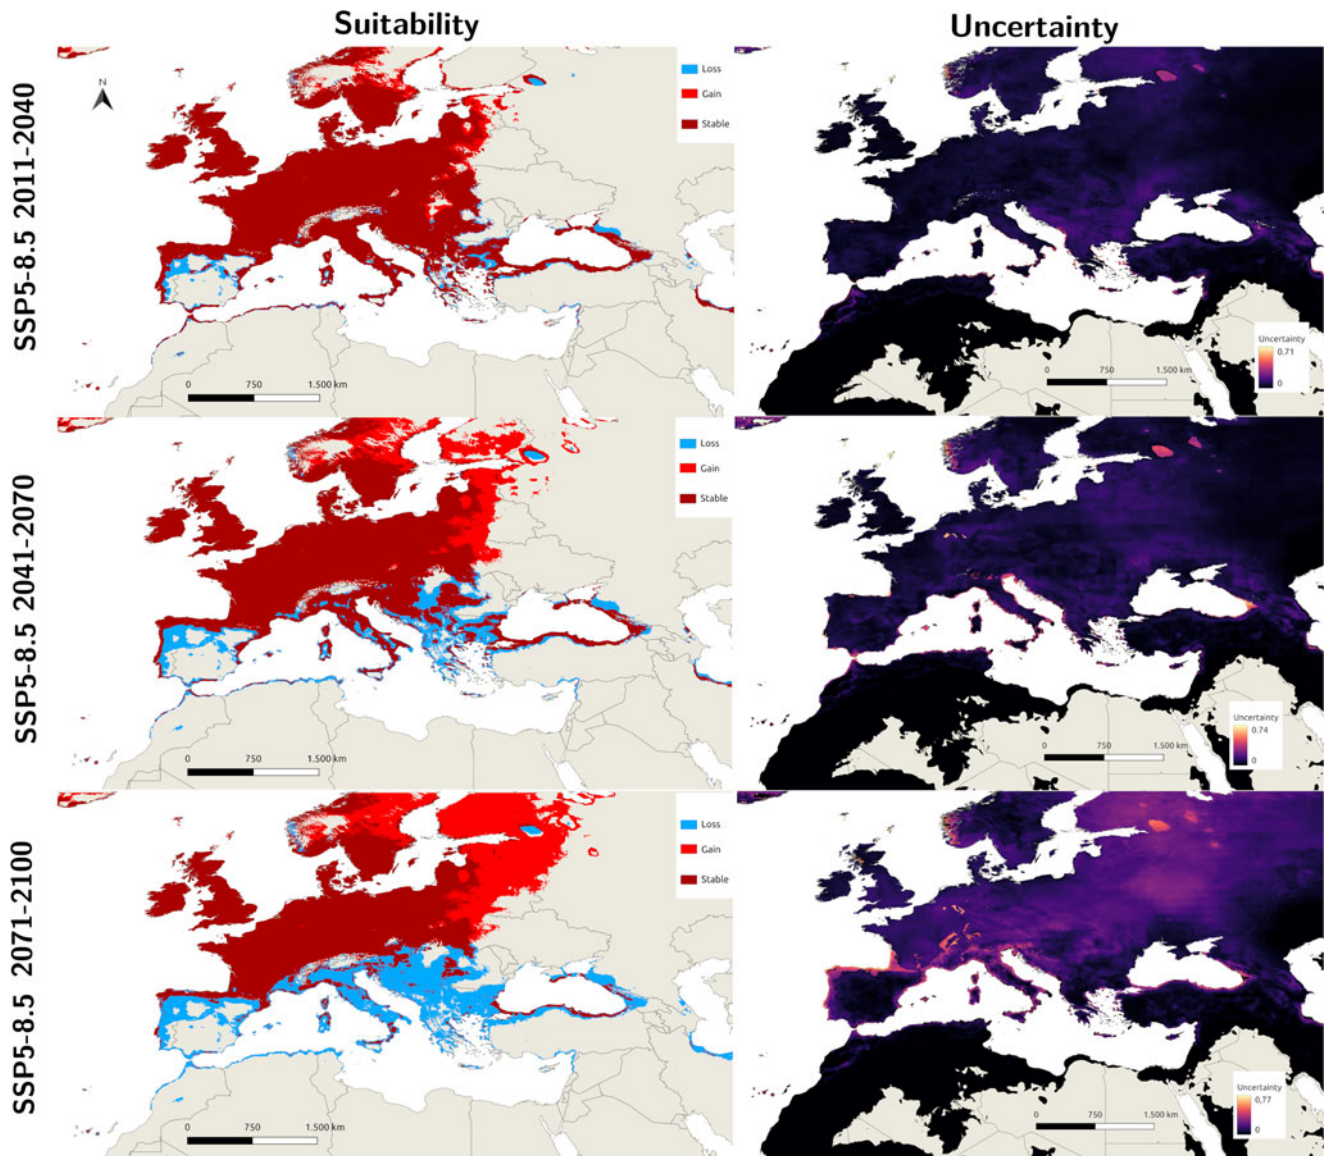 Suitability
Uncertainty
SSP5-8.5 2011-2040
N
Loss
Gain
Stable
0 750 1.500 km
Uncertainty
0.71
0
0 750 1.500 km
SSP5-8.5 2041-2070
Loss
Gain
Stable
0 750 1.500 km
Uncertainty
0,74
0
0 750 1.500 km
SSP5-8.5 2071-2100
Loss
Gain
Stable
0 750 1.500 km
Uncertainty
0,77
0
0 750 1.500 km